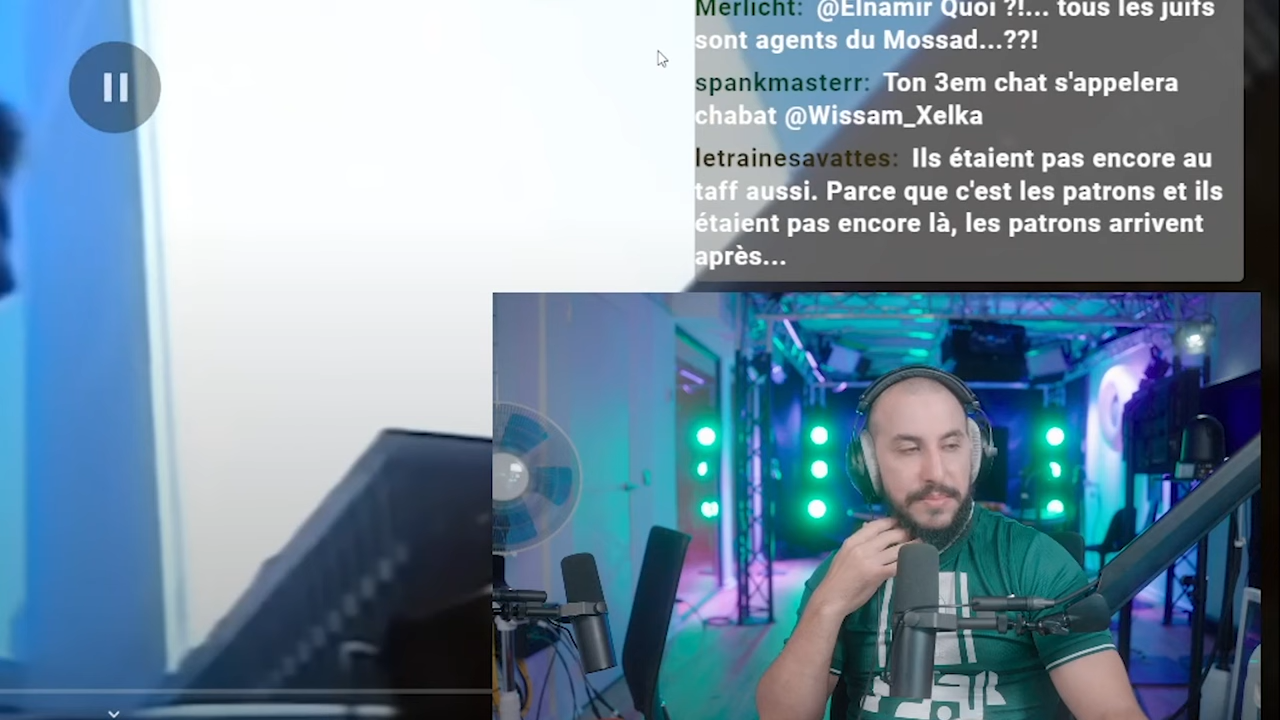 Merlicht: @Elnamir Quoi ?!... tous les juifs
sont agents du Mossad...??!
spankmasterr: Ton 3em chat s'appelera
chabat @Wissam_Xelka
letrainesavattes: Ils étaient pas encore au
taff aussi. Parce que c'est les patrons et ils
étaient pas encore là, les patrons arrivent
après...